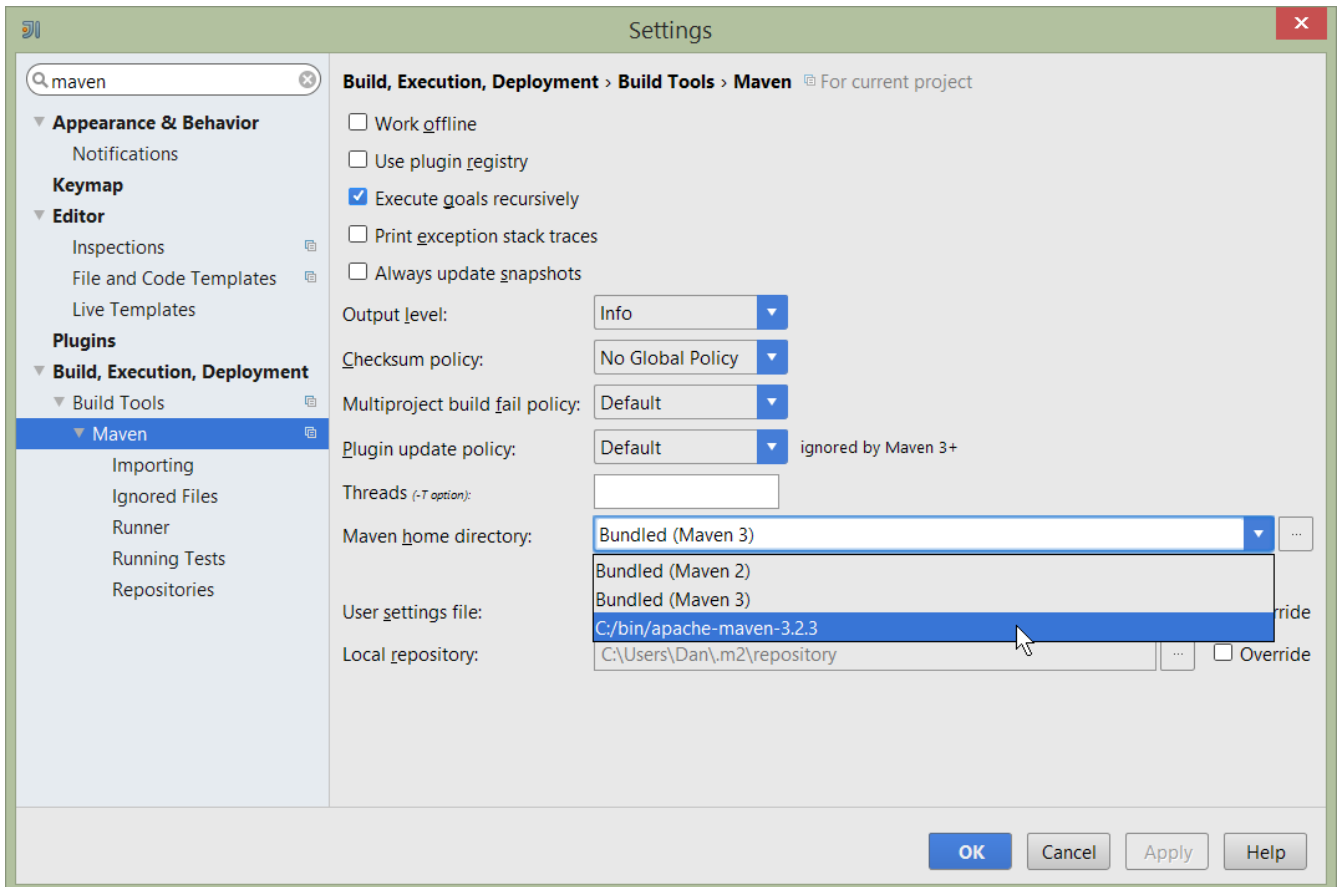 Settings
maven
Appearance & Behavior
Notifications
Keymap
Editor
Inspections
File and Code Templates
Live Templates
Plugins
Build, Execution, Deployment
Build Tools
Maven
Importing
Ignored Files
Runner
Running Tests
Repositories
Build, Execution, Deployment › Build Tools › Maven For current project
Work offline
Use plugin registry
Execute goals recursively
Print exception stack traces
Always update snapshots
Output level: Info
Checksum policy: No Global Policy
Multiproject build fail policy: Default
Plugin update policy: Default ignored by Maven 3+
Threads (-T option):
Maven home directory: Bundled (Maven 3) ...
Bundled (Maven 2)
Bundled (Maven 3)
C:/bin/apache-maven-3.2.3
User settings file:
Local repository: C:\Users\Dan\.m2\repository ... Override
OK Cancel Apply Help